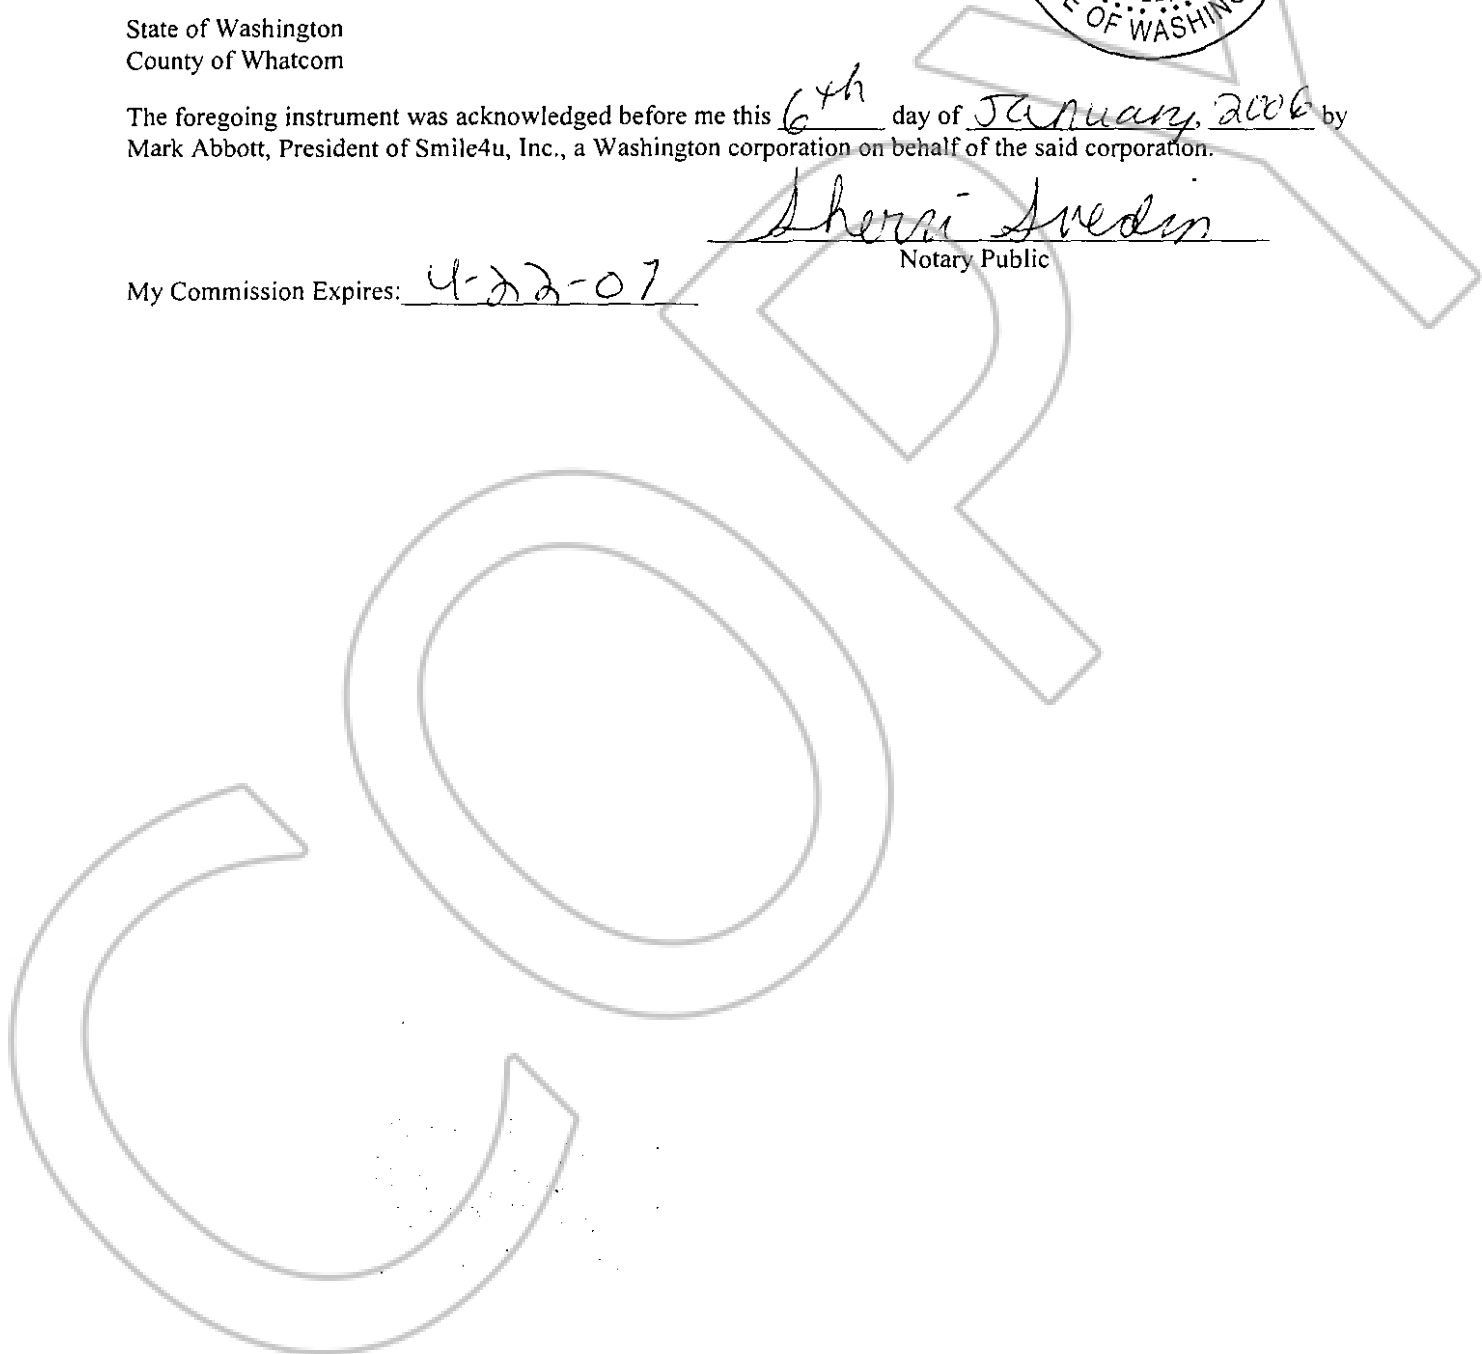 E OF WASHING
State of Washington
County of Whatcom
The foregoing instrument was acknowledged before me this 6th day of January, 2006 by
Mark Abbott, President of Smile4u, Inc., a Washington corporation on behalf of the said corporation.
Sherri Svedin
Notary Public
My Commission Expires: 4-22-07
COPY